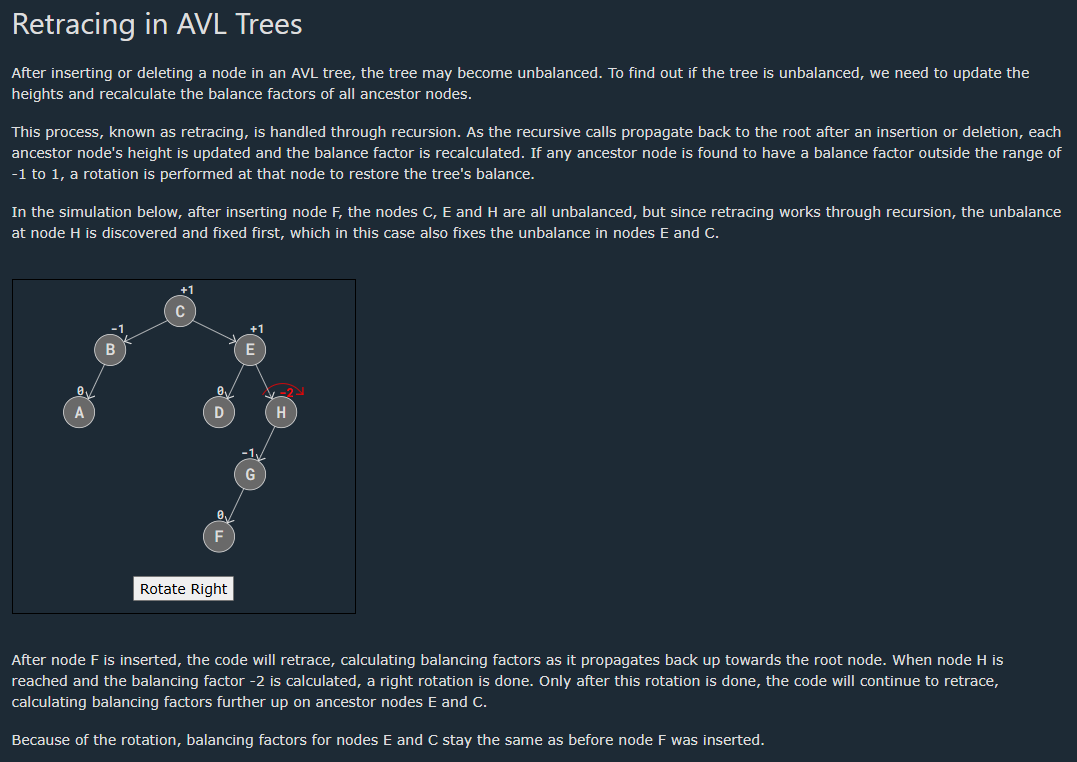 Retracing in AVL Trees
After inserting or deleting a node in an AVL tree, the tree may become unbalanced. To find out if the tree is unbalanced, we need to update the
heights and recalculate the balance factors of all ancestor nodes.
This process, known as retracing, is handled through recursion. As the recursive calls propagate back to the root after an insertion or deletion, each
ancestor node's height is updated and the balance factor is recalculated. If any ancestor node is found to have a balance factor outside the range of
-1 to 1, a rotation is performed at that node to restore the tree's balance.
In the simulation below, after inserting node F, the nodes C, E and H are all unbalanced, but since retracing works through recursion, the unbalance
at node H is discovered and fixed first, which in this case also fixes the unbalance in nodes E and C.
+1
C
-1 +1
B E
0 0 -2
A D H
-1
G
0
F
Rotate Right
After node F is inserted, the code will retrace, calculating balancing factors as it propagates back up towards the root node. When node H is
reached and the balancing factor -2 is calculated, a right rotation is done. Only after this rotation is done, the code will continue to retrace,
calculating balancing factors further up on ancestor nodes E and C.
Because of the rotation, balancing factors for nodes E and C stay the same as before node F was inserted.